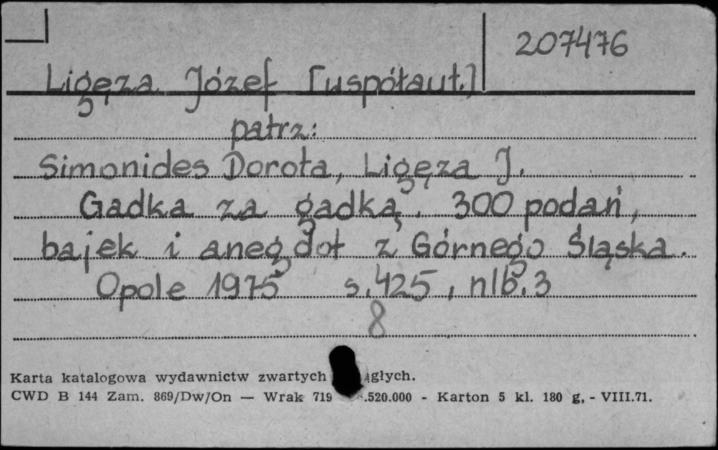 207476
Ligęza Józef [współaut.]
patrz:
Simonides Dorota, Ligęza J.
Gadka za gadką. 300 podań,
bajek i anegdot z Górnego Śląska.
Opole 1975 s. 425, nlb. 3
8
Karta katalogowa wydawnictw zwartych głych.
CWD B 144 Zam. 869/Dw/On — Wrak 719 .520.000 - Karton 5 kl. 180 g, - VIII.71.